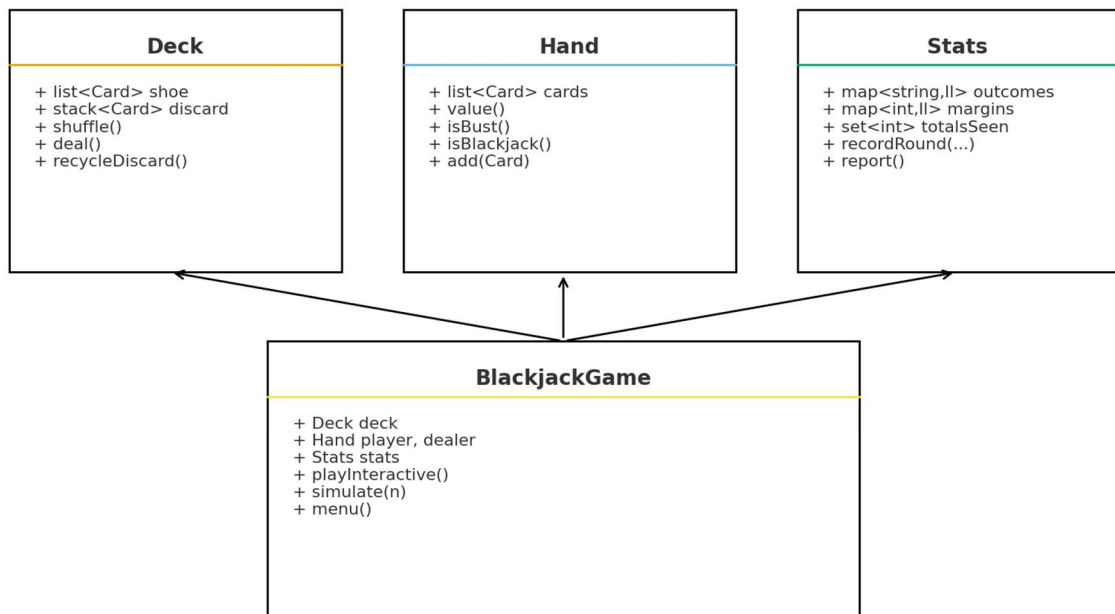 Deck
+ list<Card> shoe
+ stack<Card> discard
+ shuffle()
+ deal()
+ recycleDiscard()
Hand
+ list<Card> cards
+ value()
+ isBust()
+ isBlackjack()
+ add(Card)
Stats
+ map<string,ll> outcomes
+ map<int,ll> margins
+ set<int> totalsSeen
+ recordRound(...)
+ report()
BlackjackGame
+ Deck deck
+ Hand player, dealer
+ Stats stats
+ playInteractive()
+ simulate(n)
+ menu()